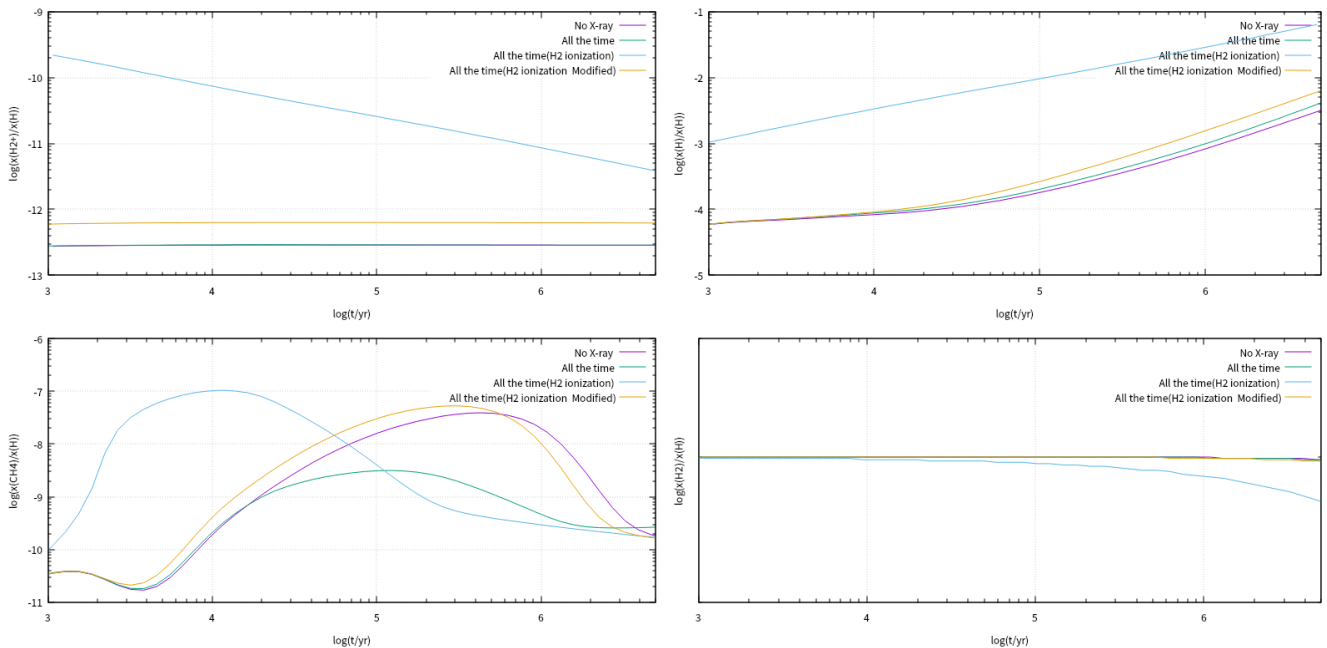 -9
-10
-11
-12
-13
3
4
5
6
log(x(H2+)/x(H))
log(t/yr)
No X-ray
All the time
All the time(H2 ionization)
All the time(H2 ionization Modified)
-1
-2
-3
-4
-5
3
4
5
6
log(x(H)/x(H))
log(t/yr)
No X-ray
All the time
All the time(H2 ionization)
All the time(H2 ionization Modified)
-6
-7
-8
-9
-10
-11
3
4
5
6
log(x(CH4)/x(H))
log(t/yr)
No X-ray
All the time
All the time(H2 ionization)
All the time(H2 ionization Modified)
3
4
5
6
log(x(H2)/x(H))
log(t/yr)
No X-ray
All the time
All the time(H2 ionization)
All the time(H2 ionization Modified)